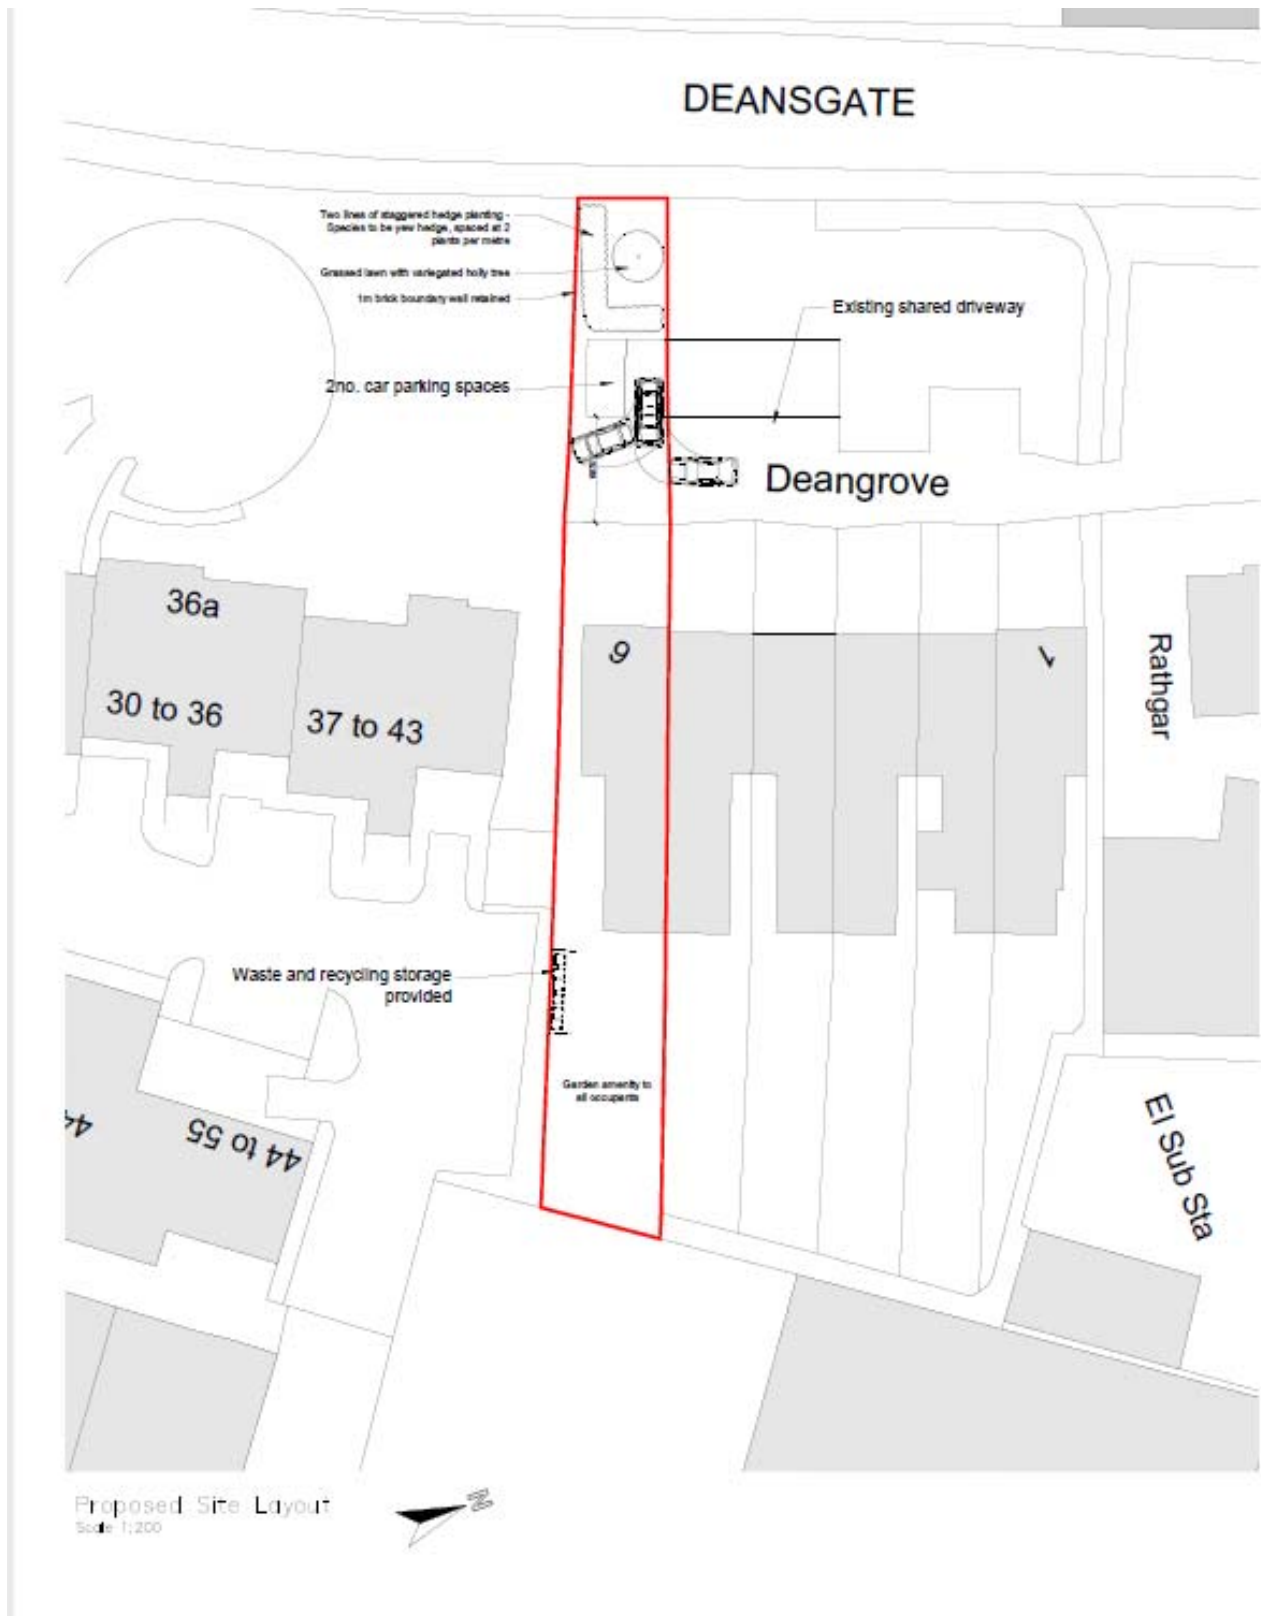 DEANSGATE
Two lines of staggered hedge planting -
Species to be yew hedge, spaced at 2
plants per metre
Grassed lawn with variegated holly tree
1m brick boundary wall retained
Existing shared driveway
2no. car parking spaces
Deangrove
36a
30 to 36
37 to 43
6
1
Rathgar
Waste and recycling storage
provided
Garden amenity to
all occupants
44
44 to 55
El Sub Sta
Proposed Site Layout
Scale 1:200
N